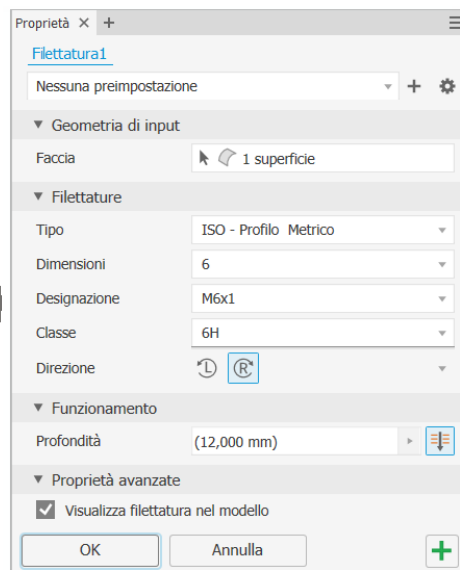 Proprietà × +
Filettatura1
Nessuna preimpostazione
Geometria di input
Faccia 1 superficie
Filettature
Tipo ISO - Profilo Metrico
Dimensioni 6
Designazione M6x1
Classe 6H
Direzione L R
Funzionamento
Profondità (12,000 mm)
Proprietà avanzate
Visualizza filettatura nel modello
OK Annulla